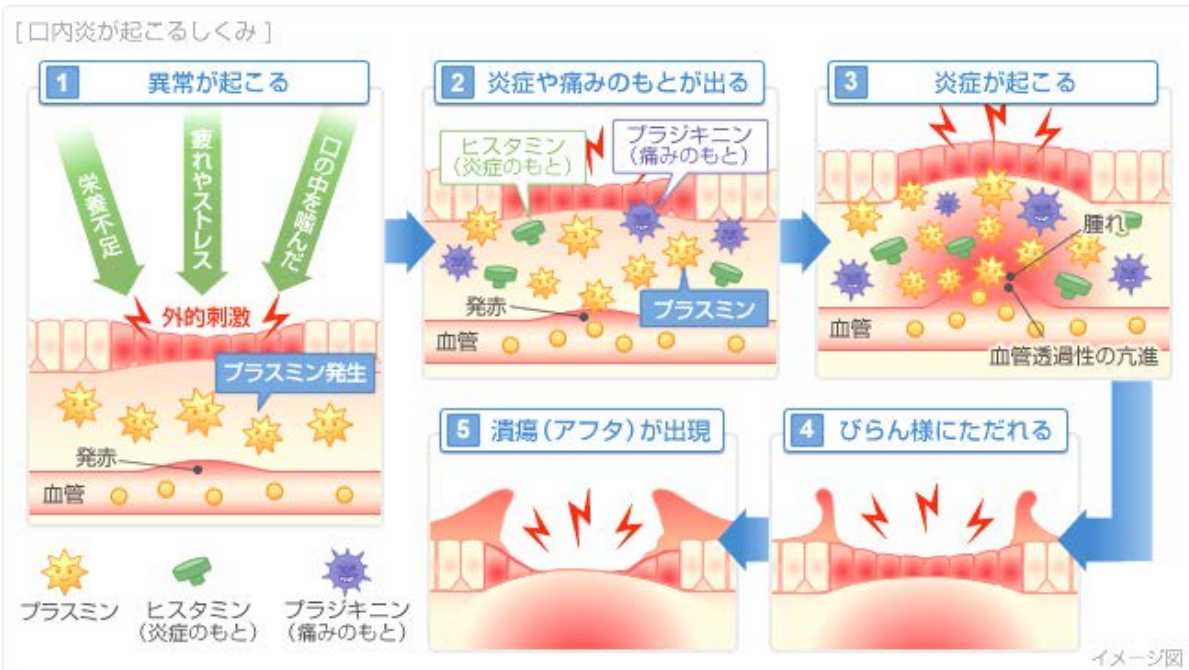 [口内炎が起こるしくみ]
1 異常が起こる
栄養不足
疲れやストレス
口の中を噛んだ
外的刺激
プラスミン発生
発赤
血管
2 炎症や痛みのもとが出る
ヒスタミン
(炎症のもと)
プラジキニン
(痛みのもと)
発赤
プラスミン
血管
3 炎症が起こる
腫れ
血管
血管透過性の亢進
4 びらん様にただれる
5 潰瘍(アフタ)が出現
プラスミン
ヒスタミン
(炎症のもと)
プラジキニン
(痛みのもと)
イメージ図